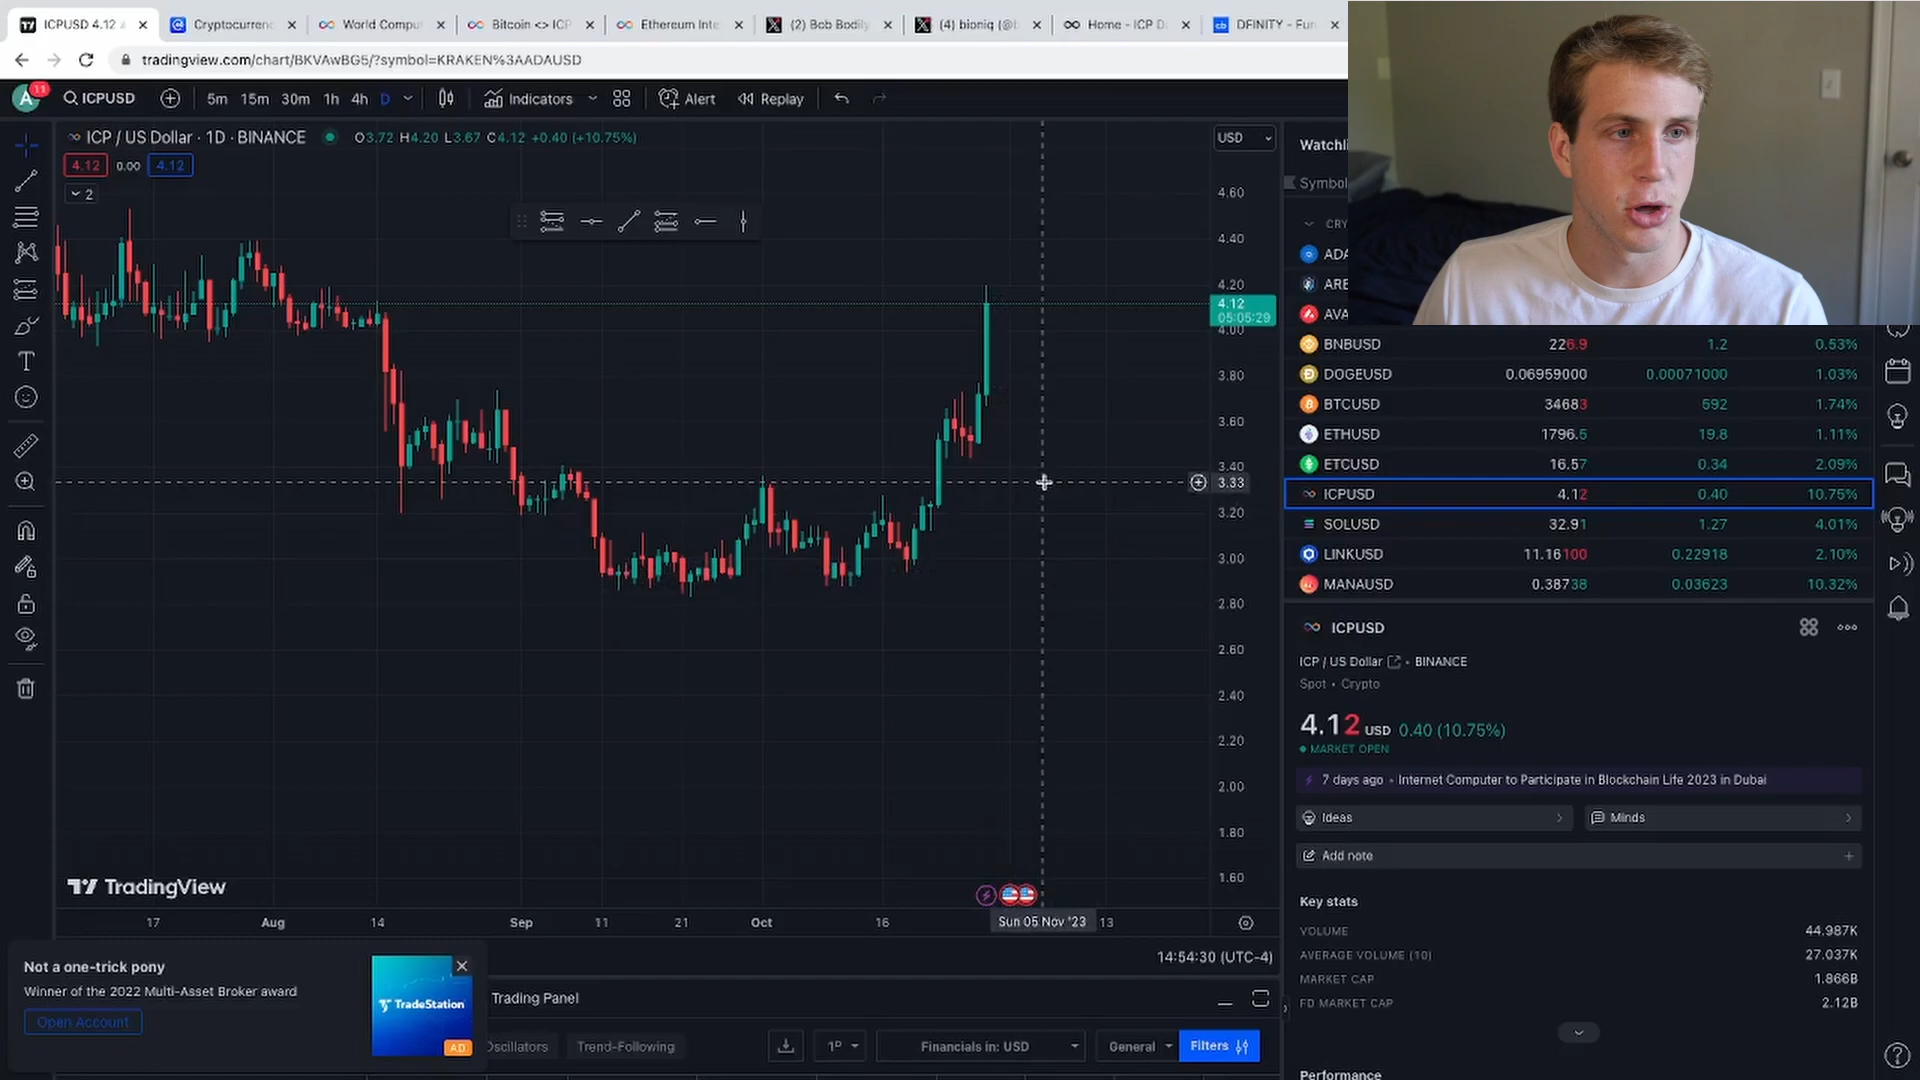 ICP USD 4.12
Cryptocurrenc
World Comput
Bitcoin <> ICP
Ethereum Inte
(2) Bob Bodily
(4) bioniq (@b
Home - ICP D
DFINITY - Fun
tradingview.com/chart/BKVAwBG5/?symbol=KRAKEN%3AADAUSD
A 11
ICPUSD
5m 15m 30m 1h 4h D
Indicators
Alert
Replay
ICP / US Dollar · 1D · BINANCE
O3.72 H4.20 L3.67 C4.12 +0.40 (+10.75%)
USD
4.12 0.00 4.12
2
4.60
4.40
4.20
4.12
05:05:29
4.00
3.80
3.60
3.40
3.33
3.20
3.00
2.80
2.60
2.40
2.20
2.00
1.80
1.60
TradingView
17 Aug 14 Sep 11 21 Oct 16 Sun 05 Nov '23 13
14:54:30 (UTC-4)
Not a one-trick pony
Winner of the 2022 Multi-Asset Broker award
Open Account
TradeStation
AD
Trading Panel
Oscillators
Trend-Following
1D
Financials in: USD
General
Filters
Watchli
Symbol
CRY
ADA
ARE
AVA
BNBUSD 226.9 1.2 0.53%
DOGEUSD 0.06959000 0.00071000 1.03%
BTCUSD 34683 592 1.74%
ETHUSD 1796.5 19.8 1.11%
ETCUSD 16.57 0.34 2.09%
ICPUSD 4.12 0.40 10.75%
SOLUSD 32.91 1.27 4.01%
LINKUSD 11.16100 0.22918 2.10%
MANAUSD 0.38738 0.03623 10.32%
ICPUSD
ICP / US Dollar • BINANCE
Spot • Crypto
4.12 USD 0.40 (10.75%)
MARKET OPEN
7 days ago • Internet Computer to Participate in Blockchain Life 2023 in Dubai
Ideas
Minds
Add note
Key stats
VOLUME 44.987K
AVERAGE VOLUME (10) 27.037K
MARKET CAP 1.866B
FD MARKET CAP 2.12B
Performance